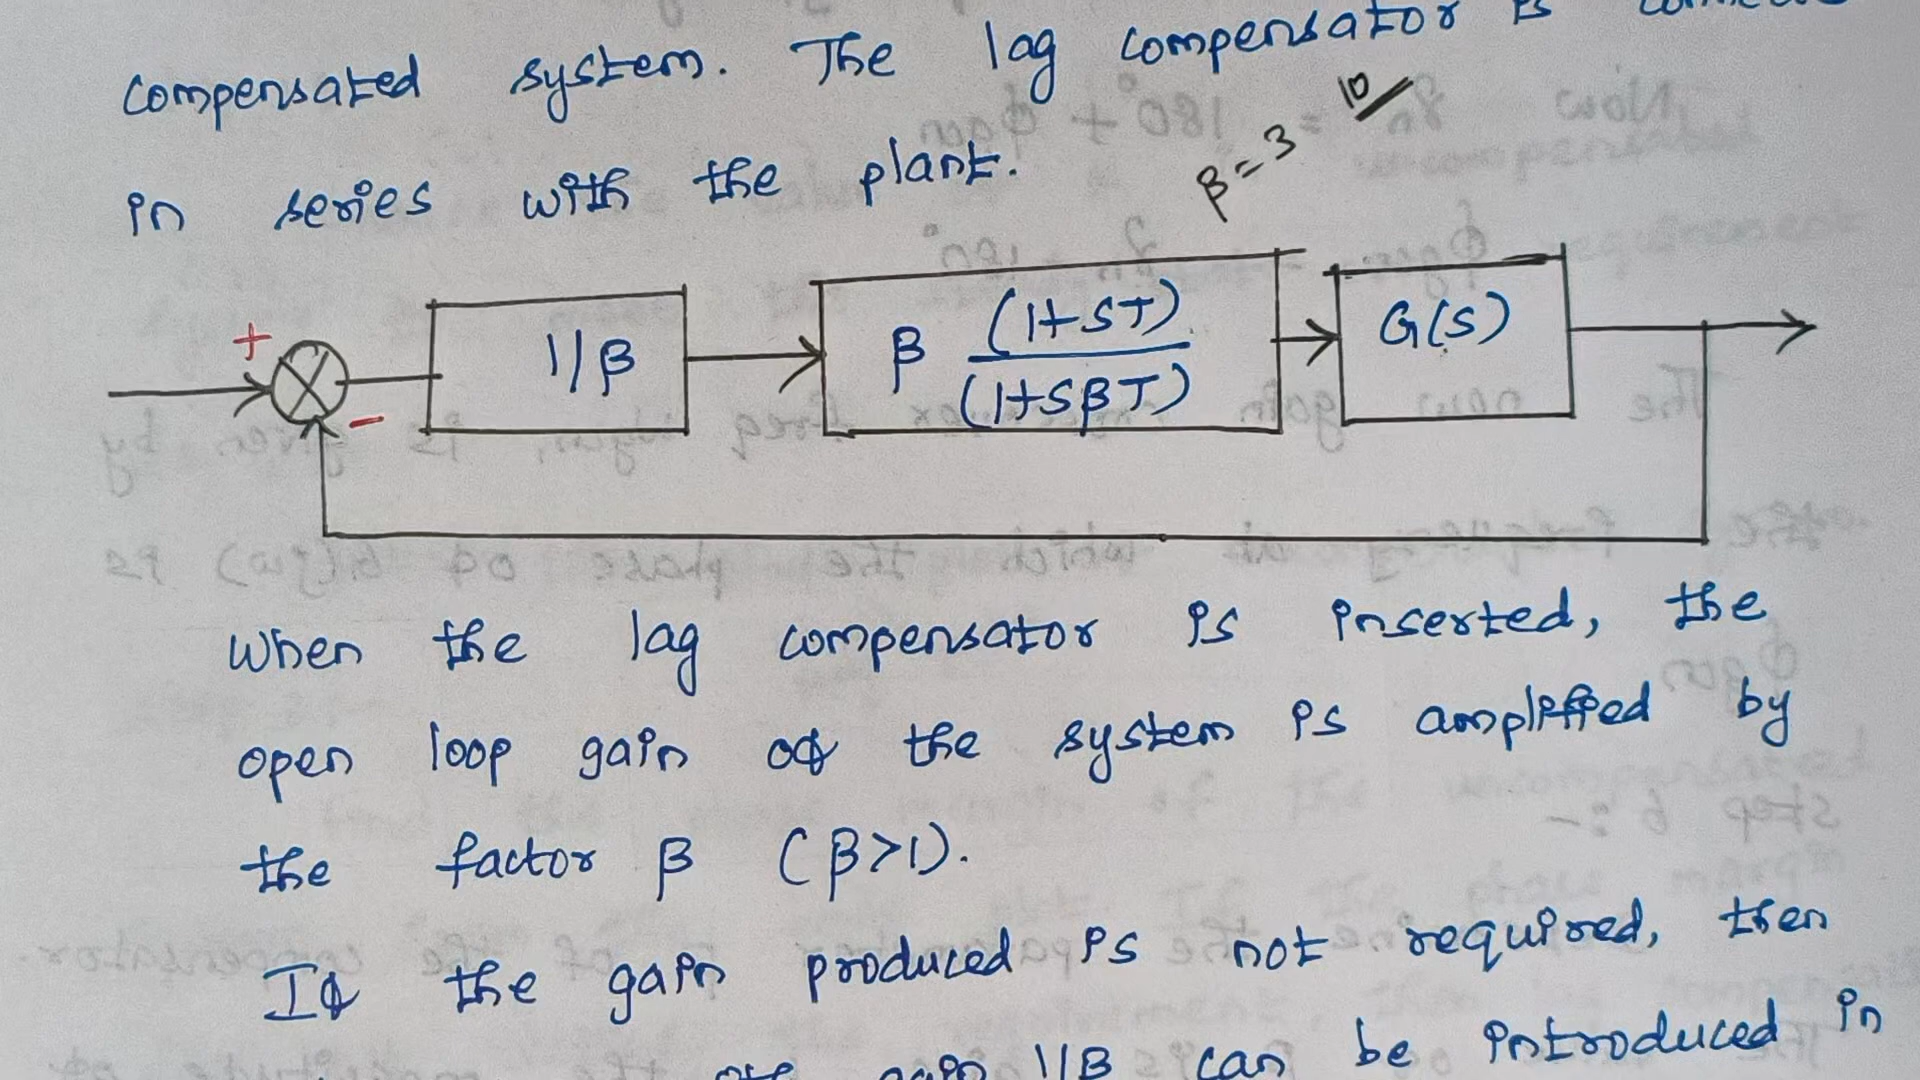 compensated system. The lag compensator is
in series with the plant.
β = 3 10/
+
-
1/β
β (1+ST)
(1+SβT)
G(S)
When the lag compensator is inserted, the
open loop gain of the system is amplified by
the factor β (β>1).
If the gain produced is not required, then
gain 1/β can be introduced in